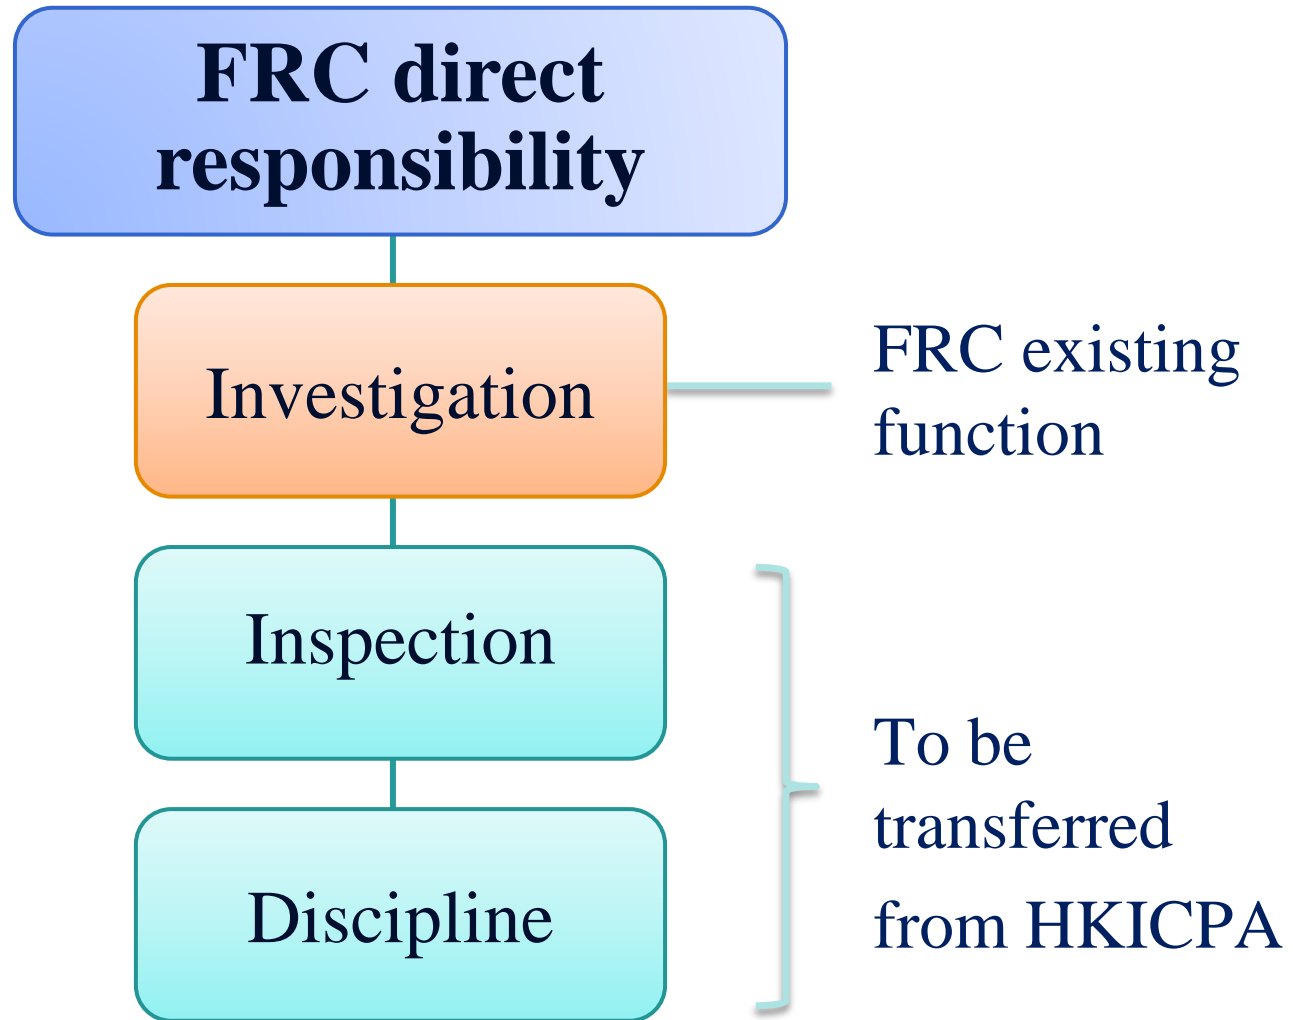 FRC direct
responsibility
Investigation
FRC existing
function
Inspection
Discipline
To be
transferred
from HKICPA